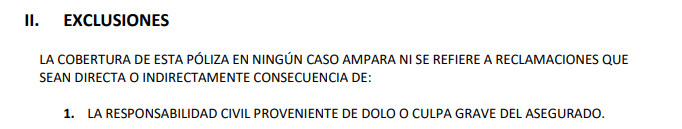 II. EXCLUSIONES
LA COBERTURA DE ESTA PÓLIZA EN NINGÚN CASO AMPARA NI SE REFIERE A RECLAMACIONES QUE
SEAN DIRECTA O INDIRECTAMENTE CONSECUENCIA DE:
1. LA RESPONSABILIDAD CIVIL PROVENIENTE DE DOLO O CULPA GRAVE DEL ASEGURADO.